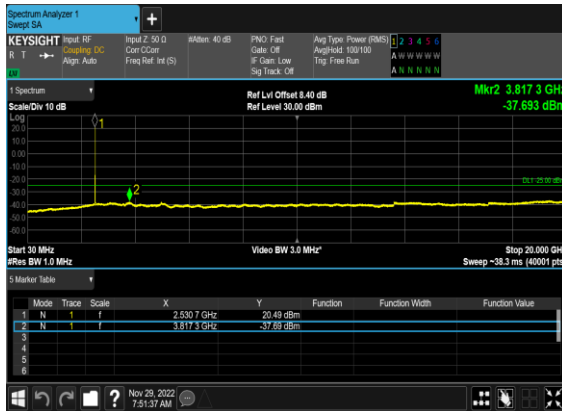 Spectrum Analyzer 1
Swept SA
+
KEYSIGHT Input: RF Input Z: 50 Ω #Atten: 40 dB PNO: Fast Avg Type: Power (RMS) 1 2 3 4 5 6
R T Coupling: DC Corr CCorr Gate: Off Avg|Hold: 100/100 A W W W W W
Align: Auto Freq Ref: Int (S) IF Gain: Low Trig: Free Run
Sig Track: Off A N N N N N
1 Spectrum Ref Lvl Offset 8.40 dB Mkr2 3.817 3 GHz
Scale/Div 10 dB Ref Level 30.00 dBm -37.693 dBm
Log
1
20.0
10.0
0.00
-10.0
-20.0
DL1 -25.00 dBm
-30.0
2
-40.0
-50.0
-60.0
Start 30 MHz Video BW 3.0 MHz* Stop 20.000 GHz
#Res BW 1.0 MHz Sweep ~38.3 ms (40001 pts)
5 Marker Table
Mode Trace Scale X Y Function Function Width Function Value
1 N 1 f 2.530 7 GHz 20.49 dBm
2 N 1 f 3.817 3 GHz -37.69 dBm
3
4
5
6
? Nov 29, 2022
7:51:37 AM